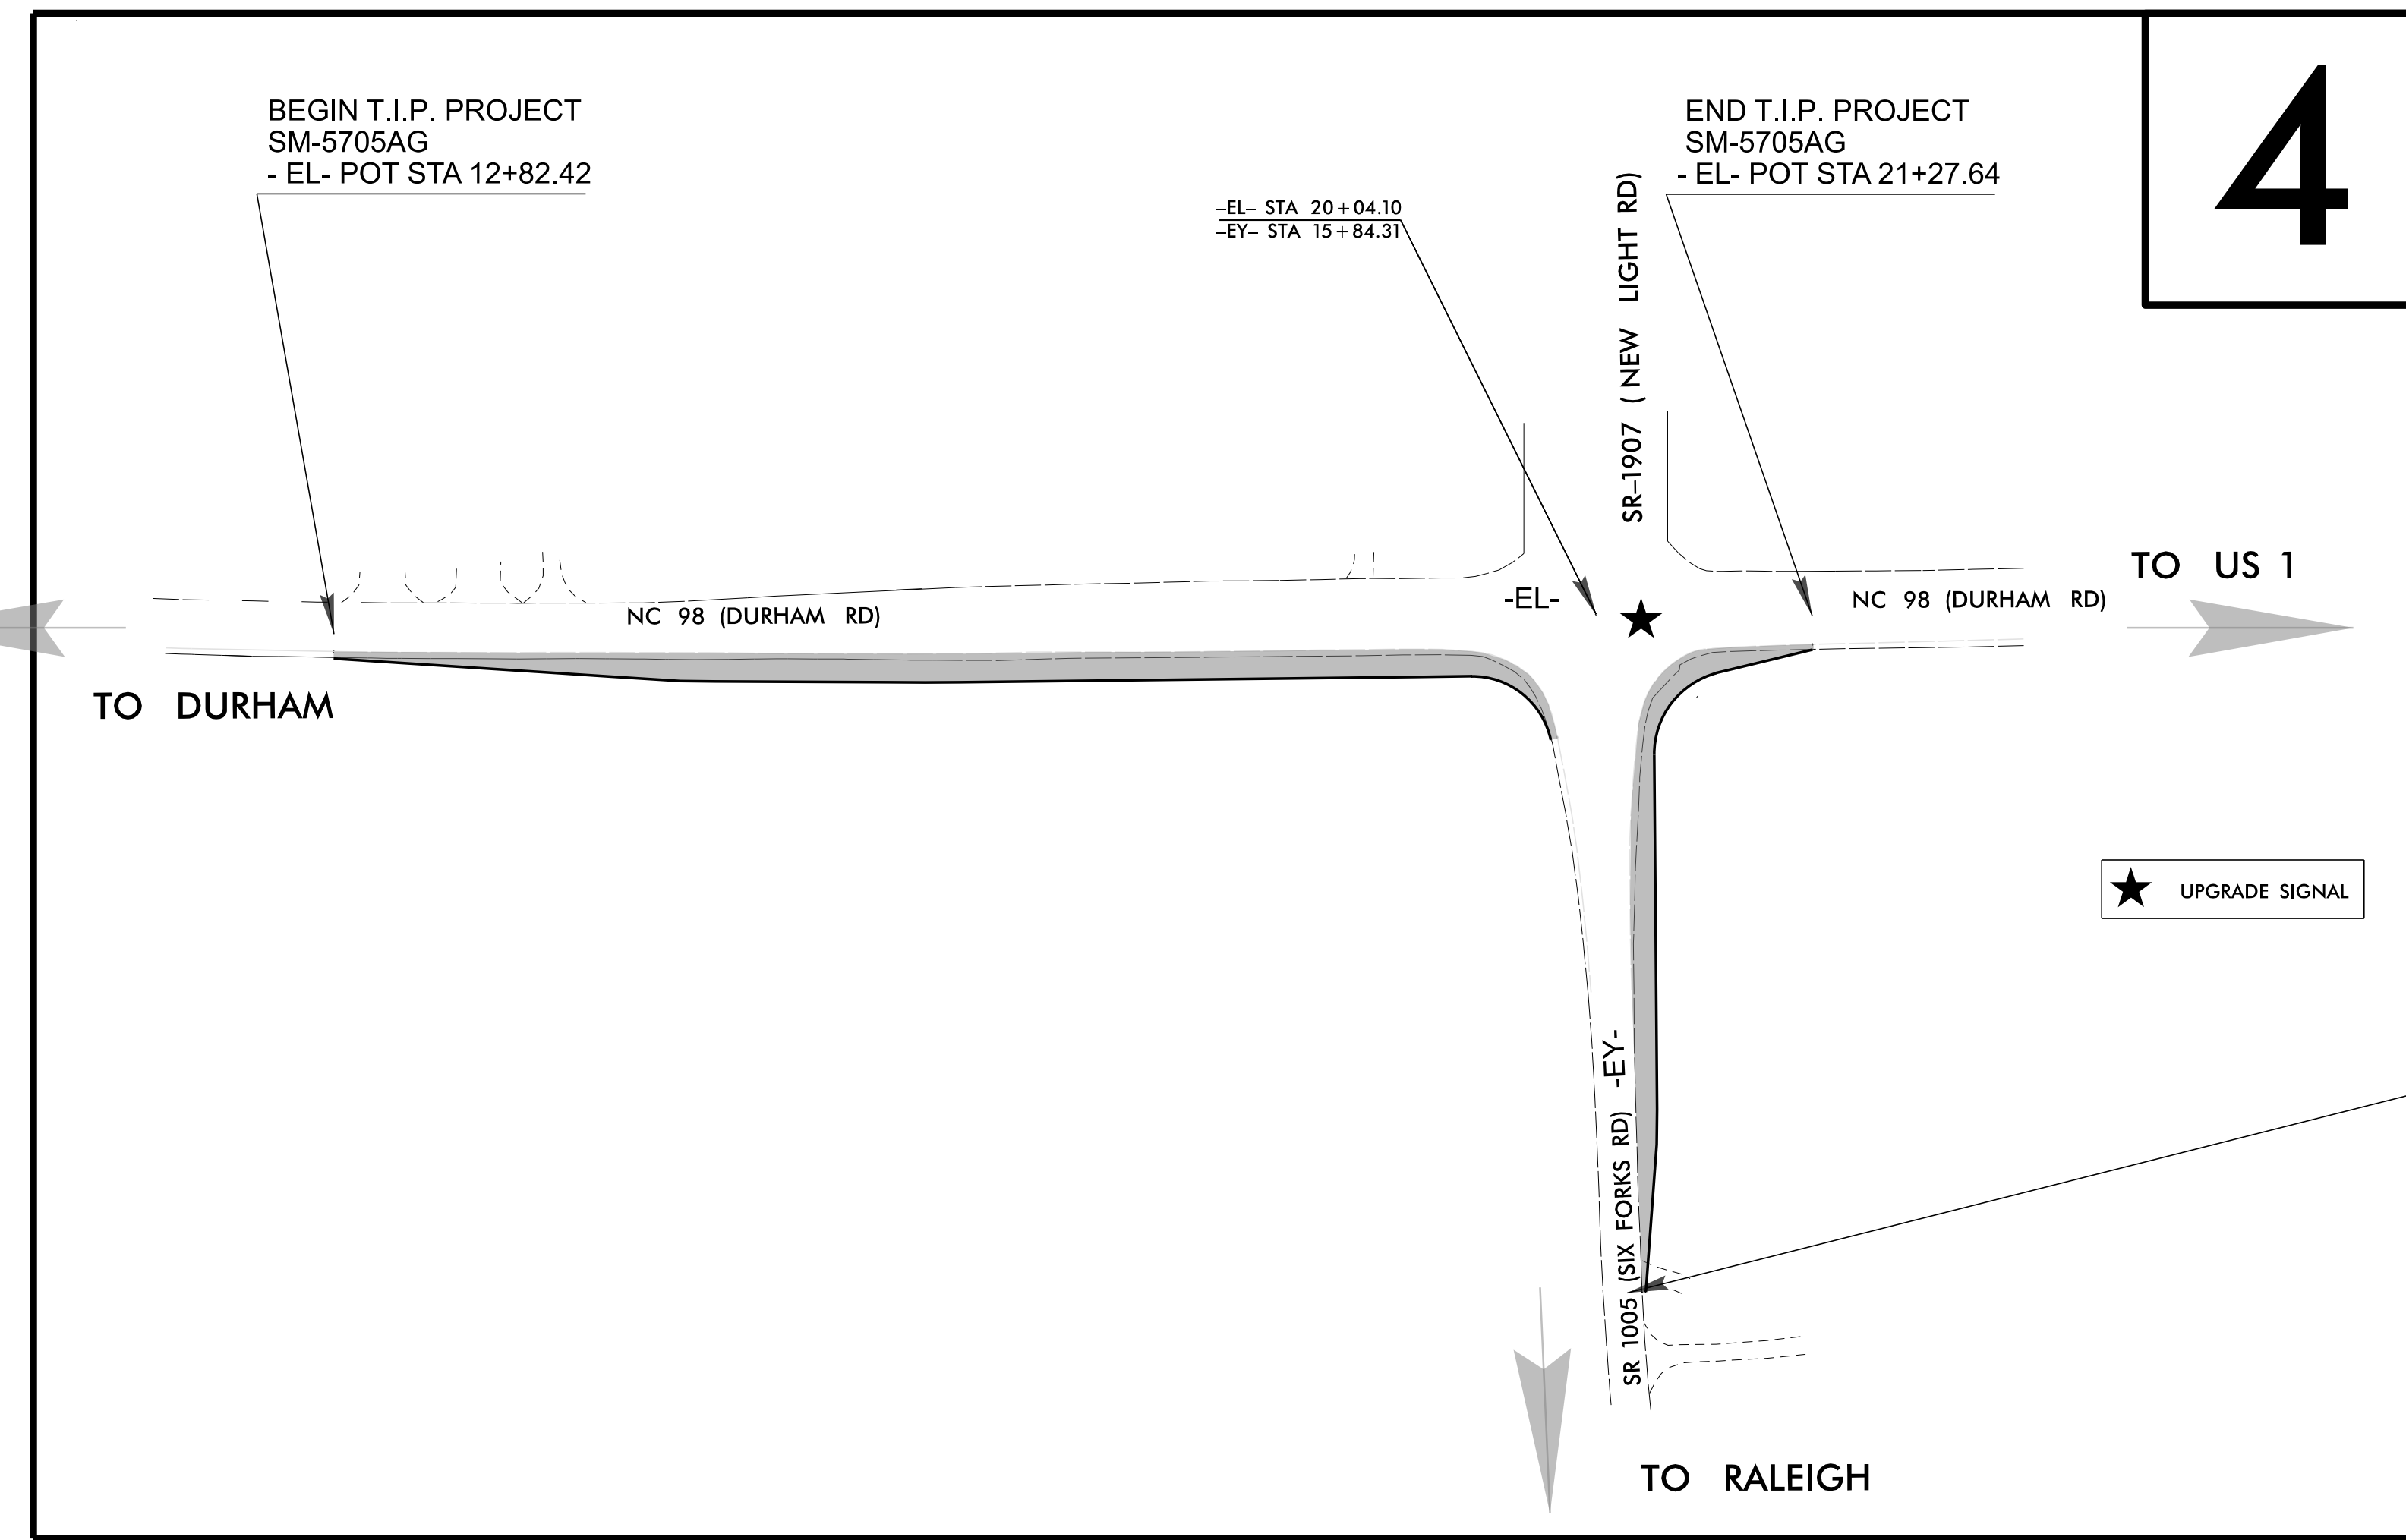 4
BEGIN T.I.P. PROJECT
SM-5705AG
- EL- POT STA 12+82.42
END T.I.P. PROJECT
SM-5705AG
- EL- POT STA 21+27.64
-EL- STA 20+04.10
-EY- STA 15+84.31
SR-1907 (NEW LIGHT RD)
TO US 1
-EL-
NC 98 (DURHAM RD)
NC 98 (DURHAM RD)
TO DURHAM
UPGRADE SIGNAL
-EY-
SR 1005 (SIX FORKS RD)
TO RALEIGH